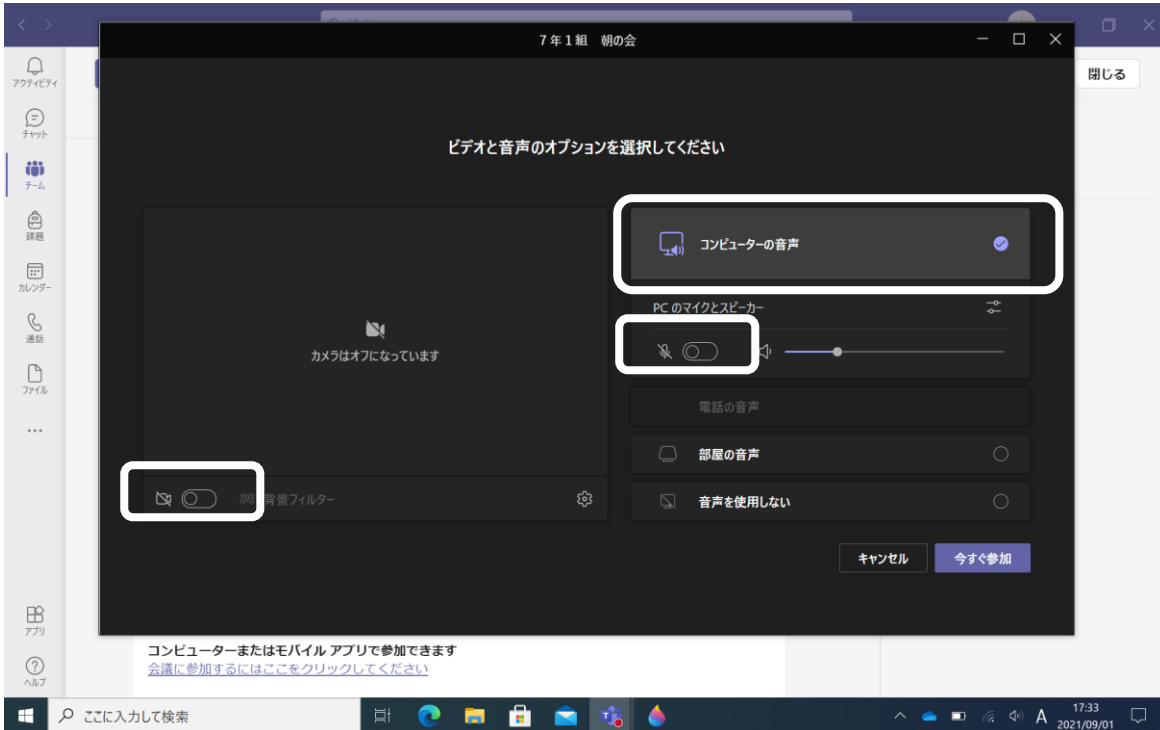 7年1組 朝の会
アクティビティ
チャット
チーム
課題
カレンダー
通話
ファイル
アプリ
ヘルプ
閉じる
ビデオと音声のオプションを選択してください
カメラはオフになっています
背景フィルター
コンピューターの音声
PC のマイクとスピーカー
電話の音声
部屋の音声
音声を使用しない
キャンセル
今すぐ参加
コンピューターまたはモバイル アプリで参加できます
会議に参加するにはここをクリックしてください
ここに入力して検索
A
17:33
2021/09/01